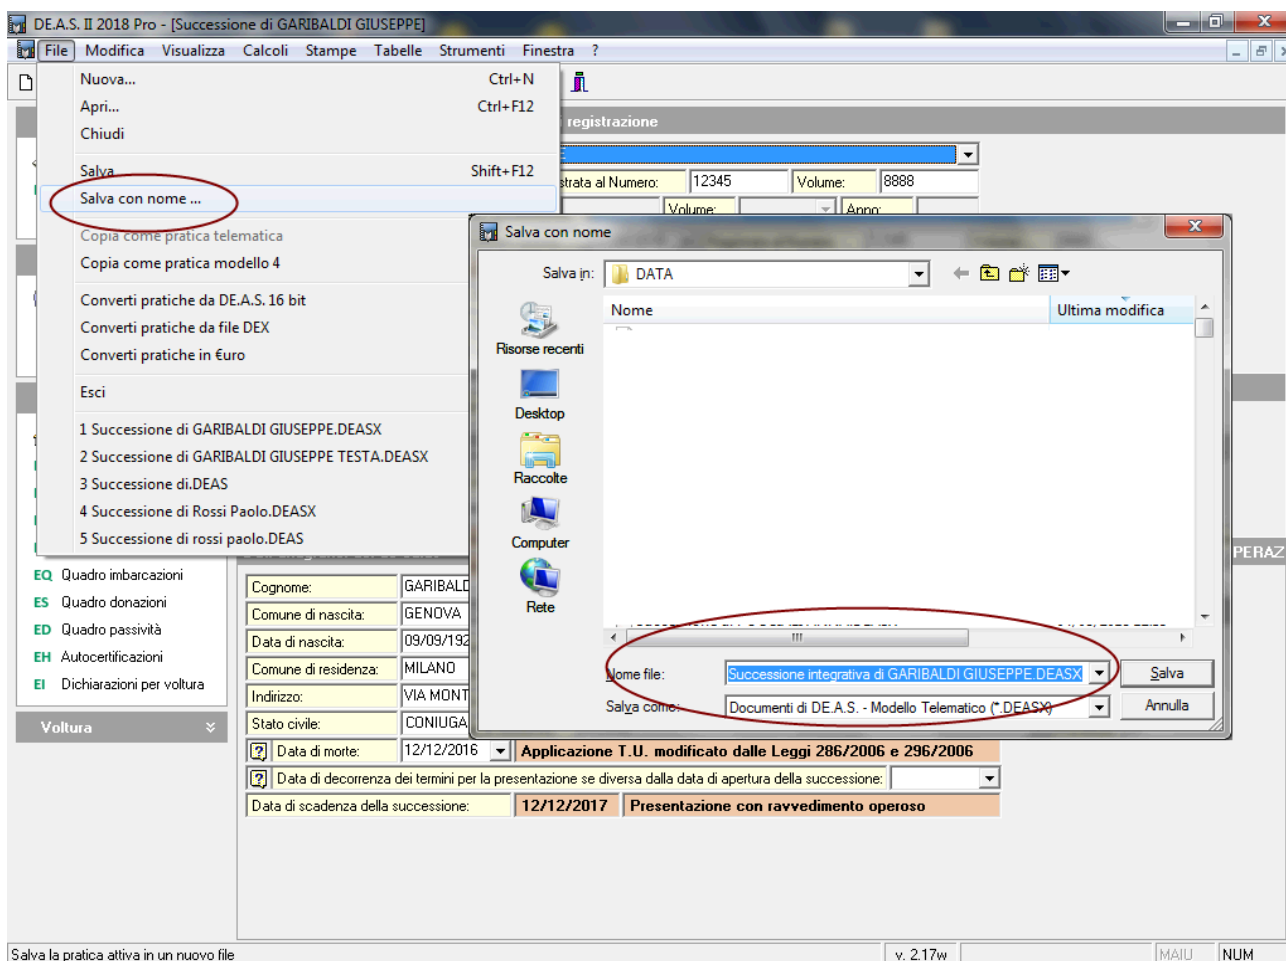 DE.A.S. II 2018 Pro - [Successione di GARIBALDI GIUSEPPE]
File Modifica Visualizza Calcoli Stampe Tabelle Strumenti Finestra ?
Nuova... Ctrl+N
Apri... Ctrl+F12
Chiudi
Salva Shift+F12
Salva con nome ...
Copia come pratica telematica
Copia come pratica modello 4
Converti pratiche da DE.A.S. 16 bit
Converti pratiche da file DEX
Converti pratiche in €uro
Esci
1 Successione di GARIBALDI GIUSEPPE.DEASX
2 Successione di GARIBALDI GIUSEPPE TESTA.DEASX
3 Successione di.DEAS
4 Successione di Rossi Paolo.DEASX
5 Successione di rossi paolo.DEAS
registrazione
strata al Numero: 12345 Volume: 8888
Volume: Anno:
Salva con nome
Salva in: DATA
Nome Ultima modifica
Risorse recenti
Desktop
Raccolte
Computer
Rete
Nome file: Successione integrativa di GARIBALDI GIUSEPPE.DEASX Salva
Salva come: Documenti di DE.A.S. - Modello Telematico (*.DEASX) Annulla
PERAZ
EQ Quadro imbarcazioni
ES Quadro donazioni
ED Quadro passività
EH Autocertificazioni
EI Dichiarazioni per voltura
Voltura
Cognome: GARIBALD
Comune di nascita: GENOVA
Data di nascita: 09/09/192
Comune di residenza: MILANO
Indirizzo: VIA MONT
Stato civile: CONIUGA
? Data di morte: 12/12/2016 Applicazione T.U. modificato dalle Leggi 286/2006 e 296/2006
? Data di decorrenza dei termini per la presentazione se diversa dalla data di apertura della successione:
Data di scadenza della successione: 12/12/2017 Presentazione con ravvedimento operoso
Salva la pratica attiva in un nuovo file v. 2.17w MAIU NUM